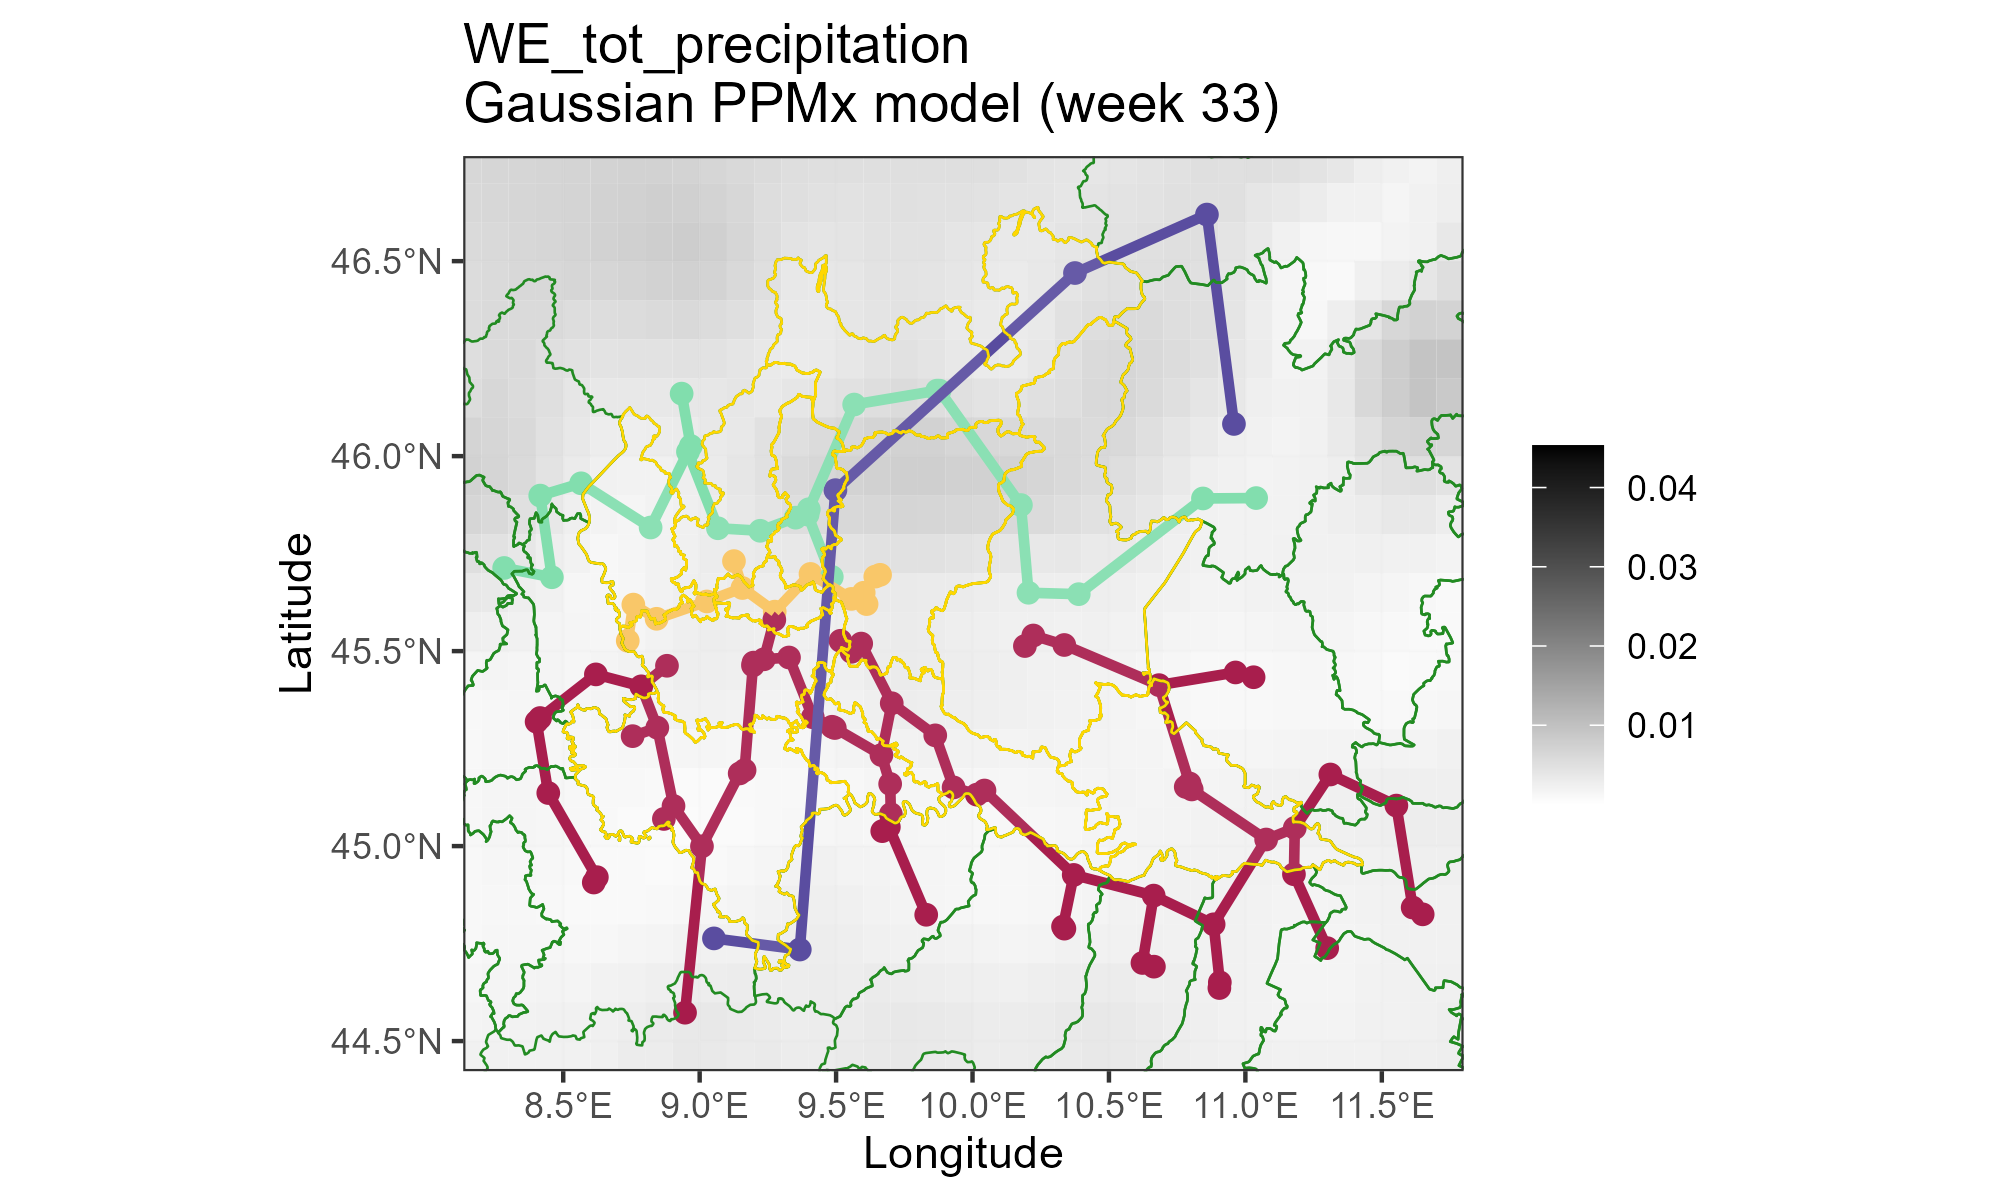 WE_tot_precipitation
Gaussian PPMx model (week 33)
46.5°N
46.0°N
45.5°N
45.0°N
44.5°N
Latitude
8.5°E
9.0°E
9.5°E
10.0°E
10.5°E
11.0°E
11.5°E
Longitude
0.04
0.03
0.02
0.01